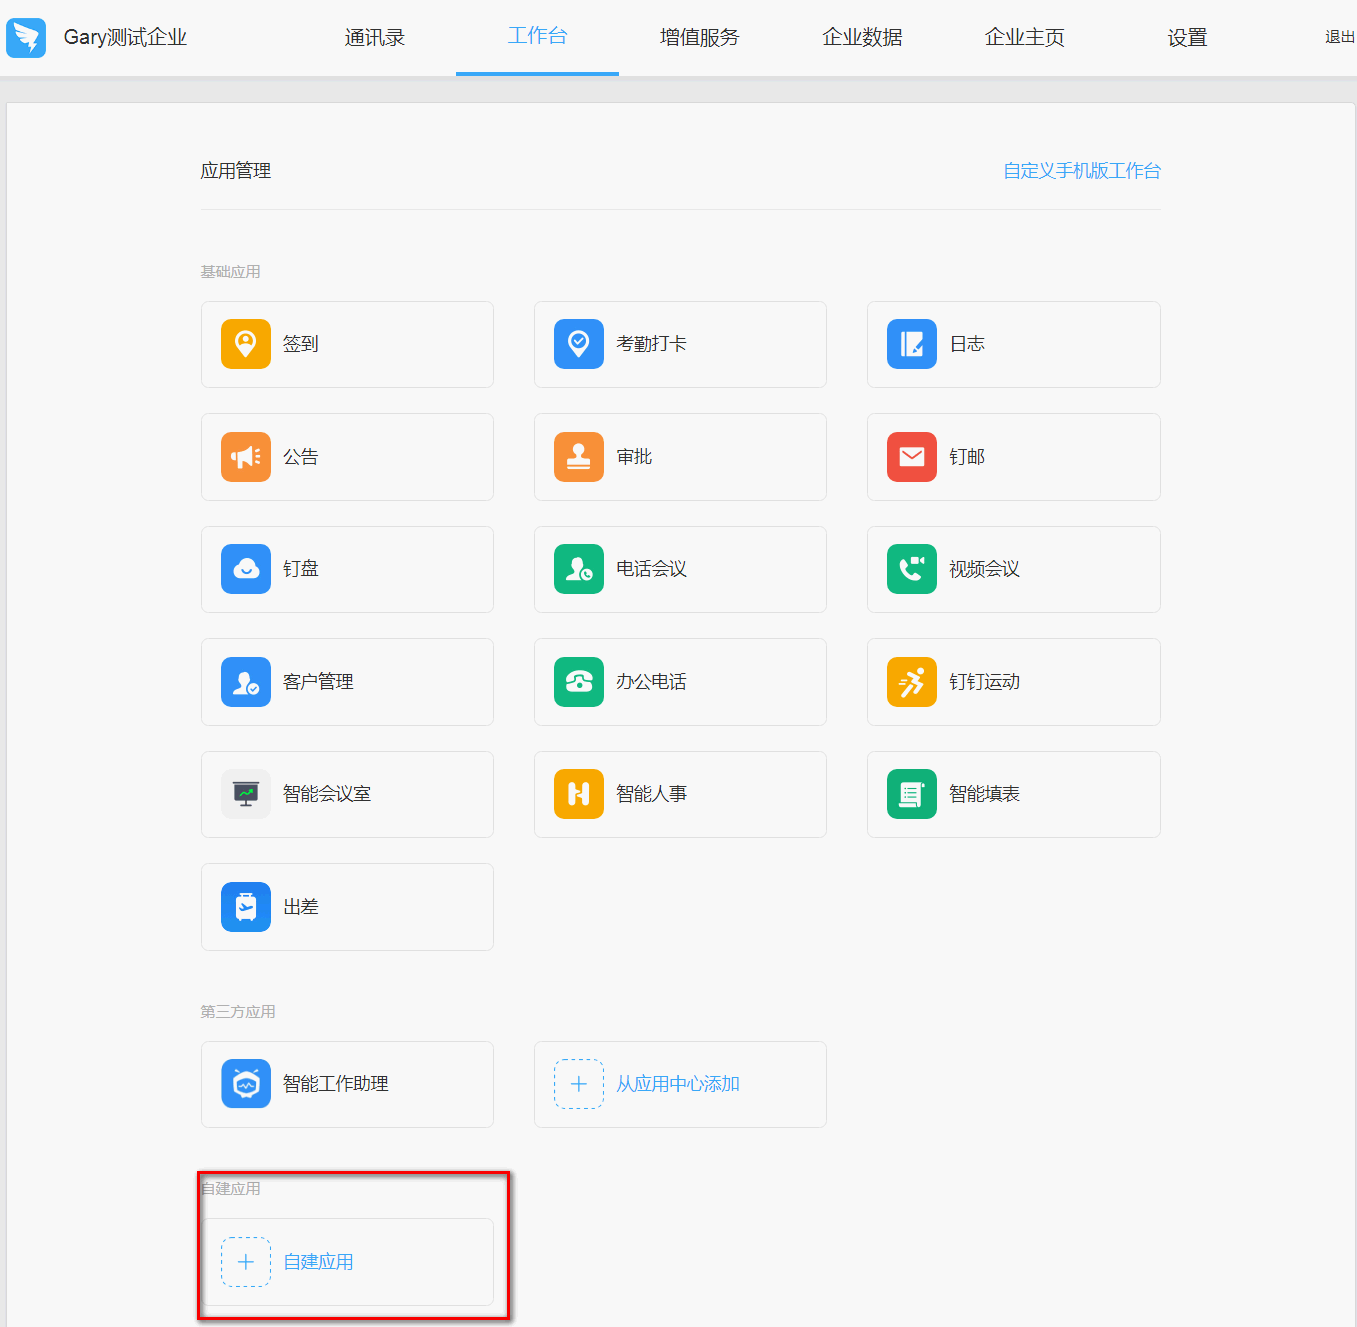 Gary测试企业 通讯录 工作台 增值服务 企业数据 企业主页 设置 退出
应用管理 自定义手机版工作台
基础应用
签到 考勤打卡 日志
公告 审批 钉邮
钉盘 电话会议 视频会议
客户管理 办公电话 钉钉运动
智能会议室 智能人事 智能填表
出差
第三方应用
智能工作助理 从应用中心添加
自建应用
自建应用